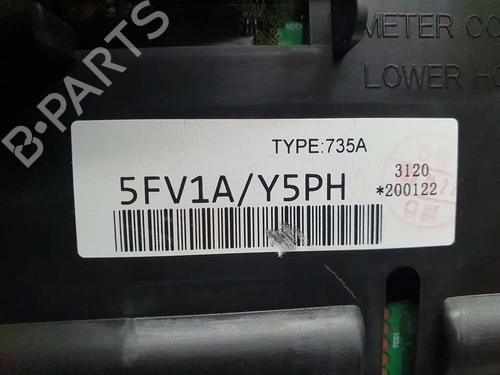 METER CO
LOWER HO
TYPE:735A
5FV1A/Y5PH
3120
*200122
B-PARTS